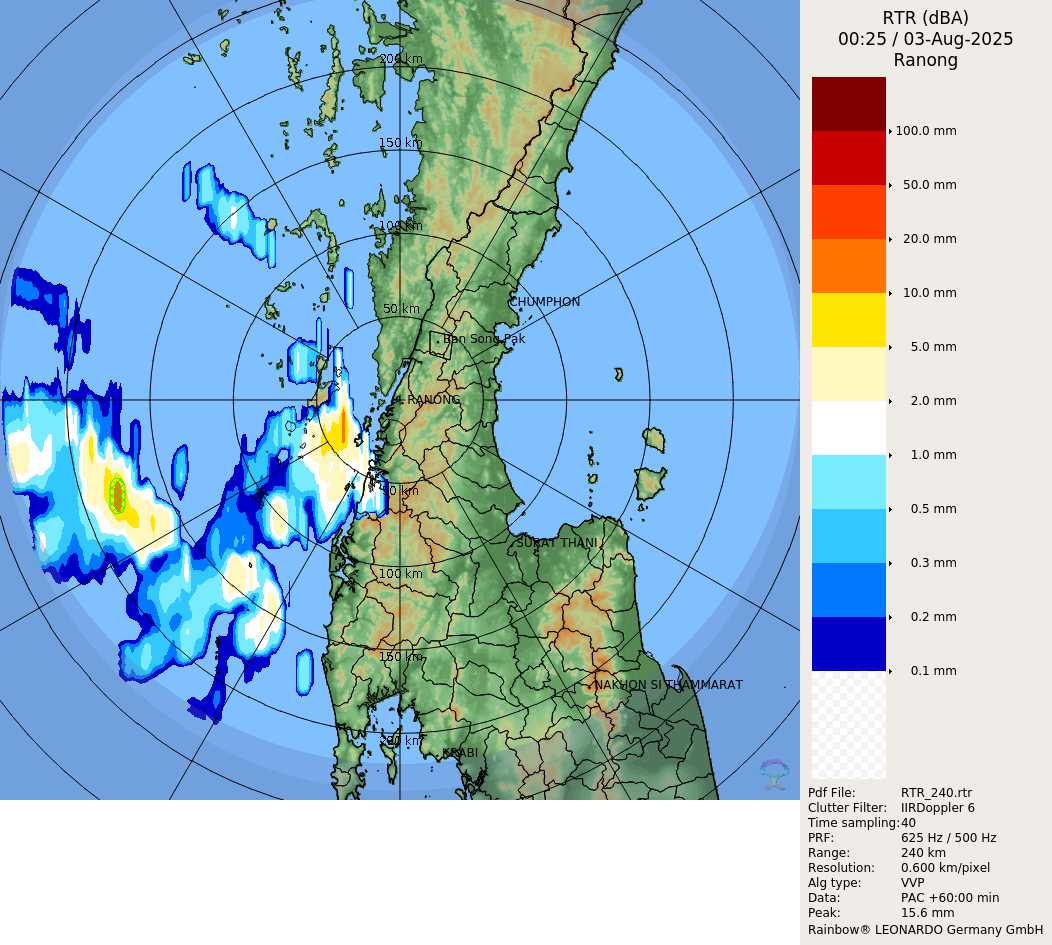 RTR (dBA)
00:25 / 03-Aug-2025
Ranong
200 km
150 km
100 km
50 km
CHUMPHON
Ban Song Pak
RANONG
50 km
SURAT THANI
100 km
150 km
NAKHON SI THAMMARAT
200 km
KRABI
100.0 mm
50.0 mm
20.0 mm
10.0 mm
5.0 mm
2.0 mm
1.0 mm
0.5 mm
0.3 mm
0.2 mm
0.1 mm
Pdf File: RTR_240.rtr
Clutter Filter: IIRDoppler 6
Time sampling:40
PRF: 625 Hz / 500 Hz
Range: 240 km
Resolution: 0.600 km/pixel
Alg type: VVP
Data: PAC +60:00 min
Peak: 15.6 mm
Rainbow® LEONARDO Germany GmbH